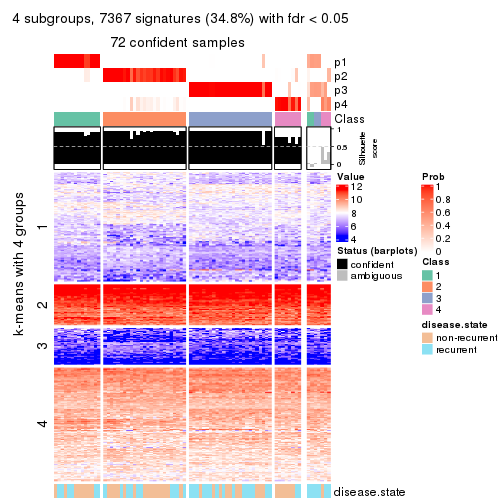 4 subgroups, 7367 signatures (34.8%) with fdr < 0.05
72 confident samples
p1
p2
p3
p4
Class
1
0.5
0
Silhouette
score
k-means with 4 groups
1
2
3
4
disease.state
Value
12
10
8
6
4
Status (barplots)
confident
ambiguous
Prob
1
0.8
0.6
0.4
0.2
0
Class
1
2
3
4
disease.state
non-recurrent
recurrent